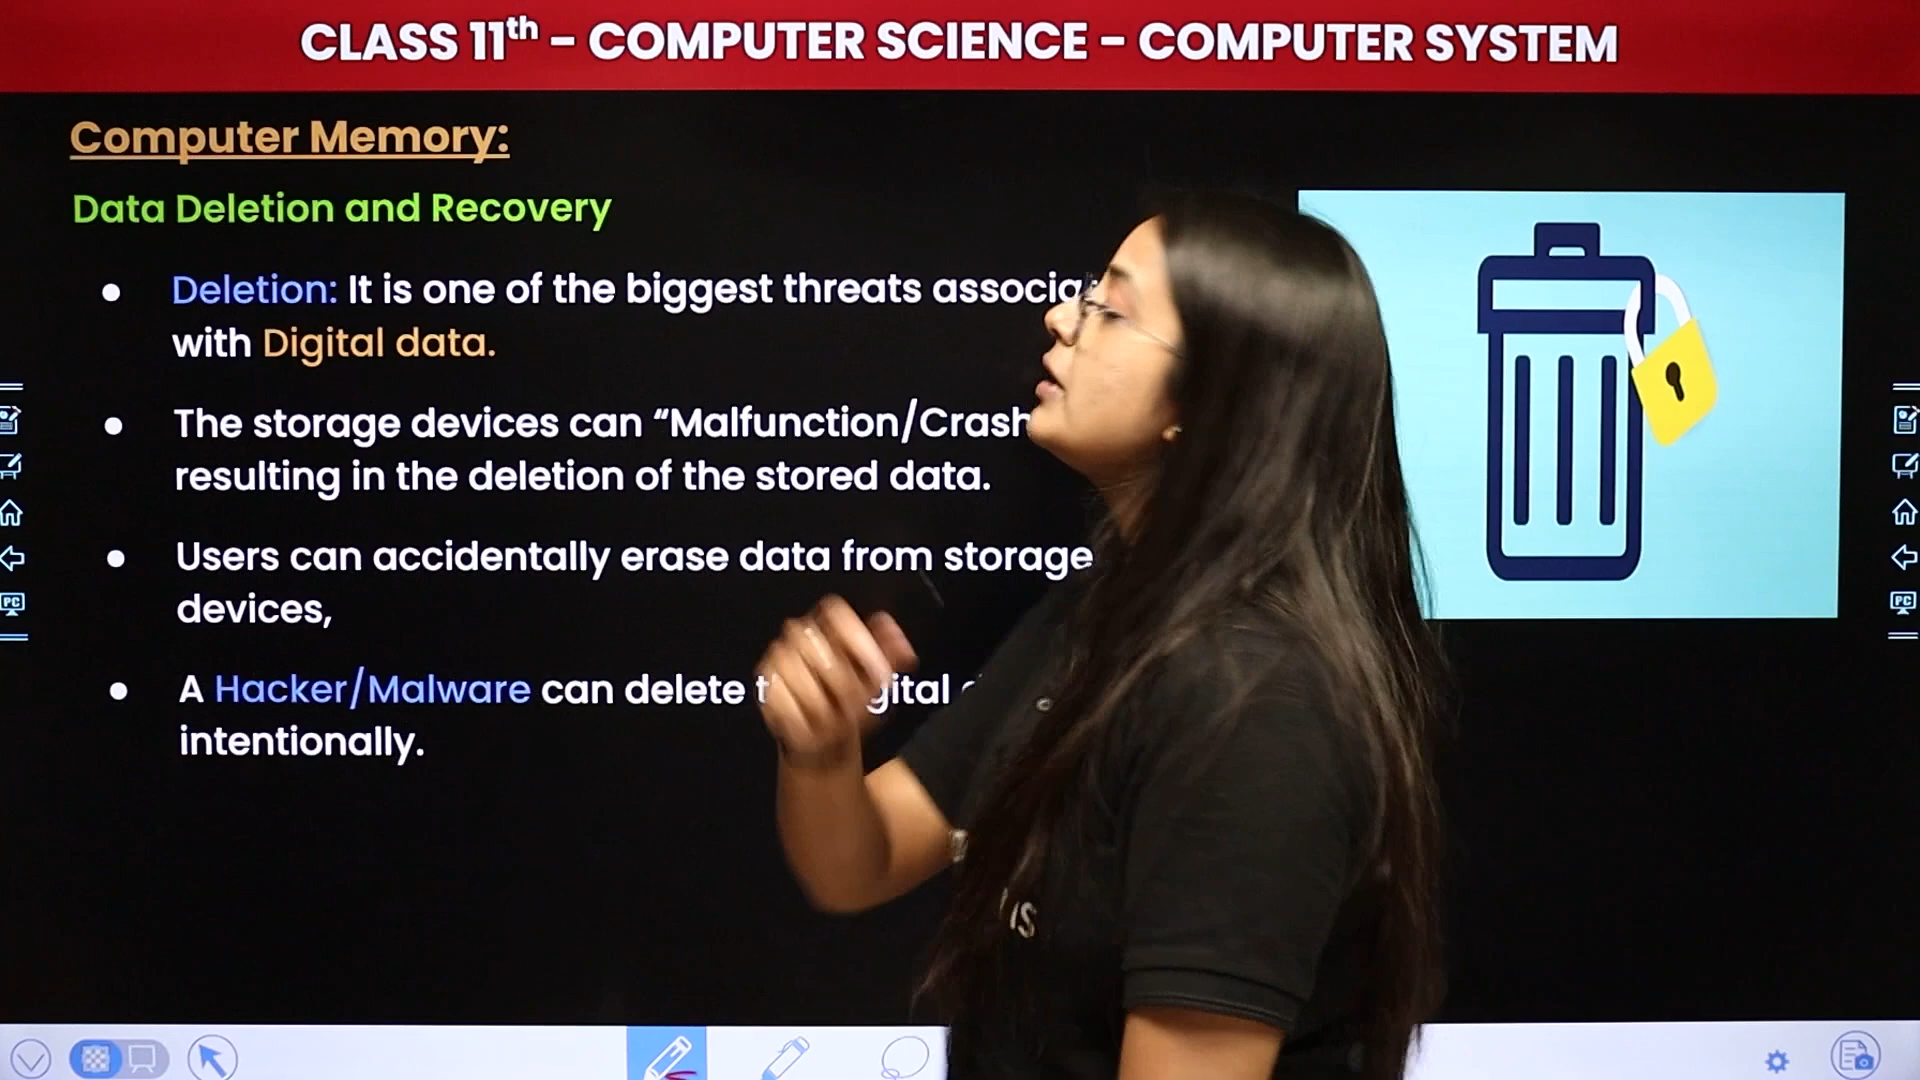 CLASS 11th - COMPUTER SCIENCE - COMPUTER SYSTEM
Computer Memory:
Data Deletion and Recovery
● Deletion: It is one of the biggest threats
with Digital data.
● The storage devices can “Malfunction/Crash
resulting in the deletion of the stored data.
● Users can accidentally erase data from storage
devices,
● A Hacker/Malware can delete
intentionally.
PC
PC